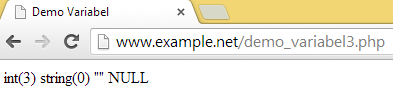 Demo Variabel
www.example.net/demo_variabel3.php
int(3) string(0) "" NULL